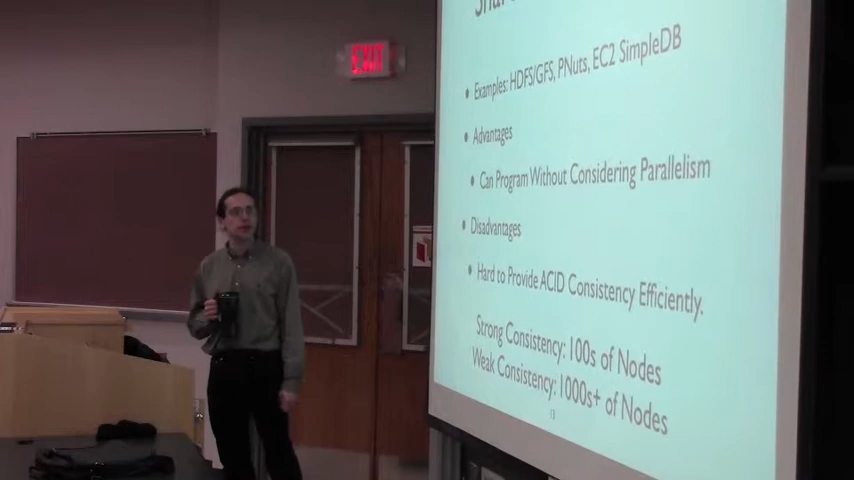 EXIT
Examples: HDFS/GFS, PNuts, EC2 SimpleDB
Advantages
Can Program Without Considering Parallelism
Disadvantages
Hard to Provide ACID Consistency Efficiently.
Strong Consistency: 100s of Nodes
Weak Consistency: 1000s+ of Nodes
13